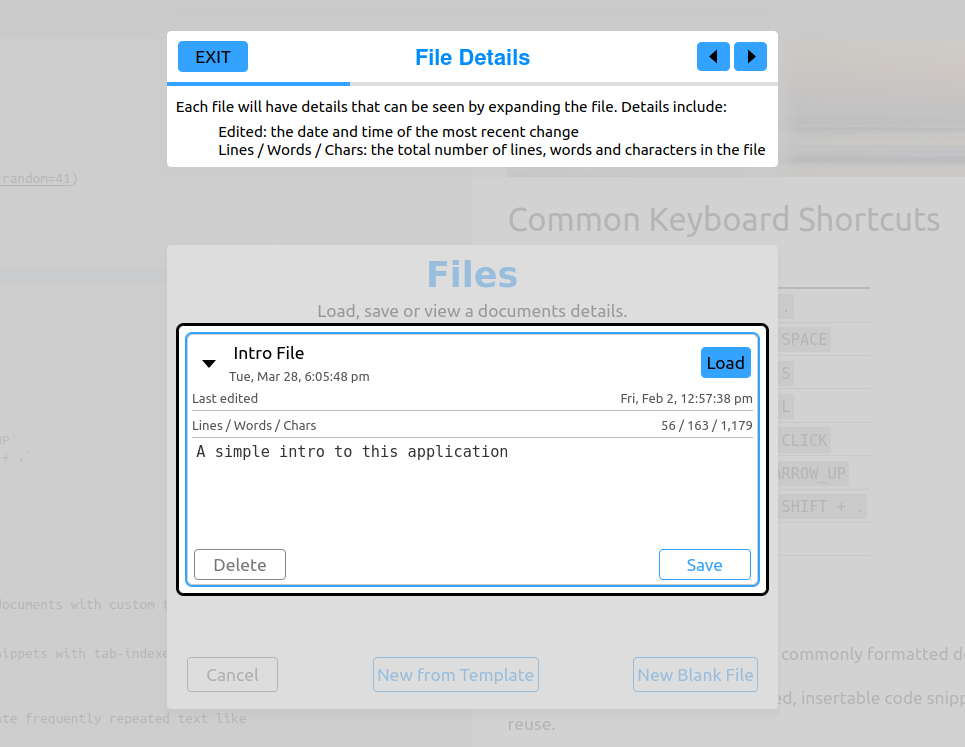 EXIT
File Details
Each file will have details that can be seen by expanding the file. Details include:
Edited: the date and time of the most recent change
Lines / Words / Chars: the total number of lines, words and characters in the file
random=41)
Common Keyboard Shortcuts
Files
Load, save or view a documents details.
.
SPACE
S
L
CLICK
ARROW_UP
SHIFT + .
Intro File
Load
Tue, Mar 28, 6:05:48 pm
Last edited
Fri, Feb 2, 12:57:38 pm
Lines / Words / Chars
56 / 163 / 1,179
A simple intro to this application
UP
+ .`
Delete
Save
documents with custom t
nippets with tab-indexe
commonly formatted d
Cancel
New from Template
New Blank File
ed, insertable code snipp
ate frequently repeated text like
reuse.